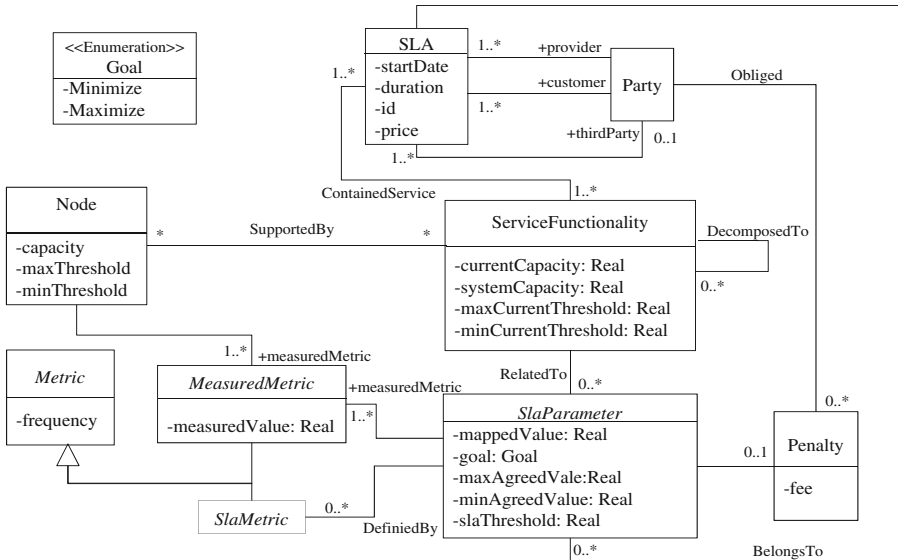 <<Enumeration>>
Goal
-Minimize
-Maximize
SLA
-startDate
-duration
-id
-price
1..*
+provider
1..*
+customer
1..*
+thirdParty
0..1
1..*
Party
Obliged
ContainedService
1..*
Node
-capacity
-maxThreshold
-minThreshold
*
SupportedBy
*
ServiceFunctionality
-currentCapacity: Real
-systemCapacity: Real
-maxCurrentThreshold: Real
-minCurrentThreshold: Real
DecomposedTo
0..*
1..*
+measuredMetric
RelatedTo
0..*
Metric
-frequency
MeasuredMetric
-measuredValue: Real
+measuredMetric
1..*
SlaParameter
-mappedValue: Real
-goal: Goal
-maxAgreedVale:Real
-minAgreedValue: Real
-slaThreshold: Real
0..*
0..1
Penalty
-fee
SlaMetric
0..*
DefiniedBy
0..*
BelongsTo